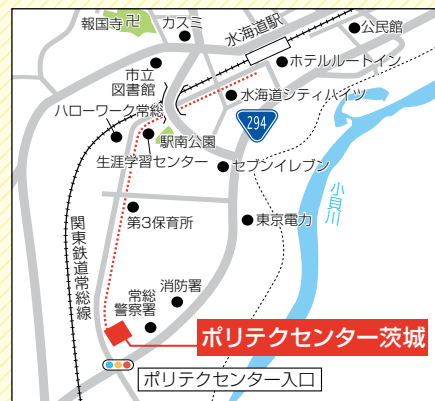 報国寺卍
カスミ
水海道駅
公民館
市立
図書館
ホテルルートイン
ハローワーク常総
水海道シティハイツ
294
駅南公園
生涯学習センター
セブンイレブン
小貝川
第3保育所
東京電力
関東鉄道常総線
消防署
常総
警察署
ポリテクセンター茨城
ポリテクセンター入口